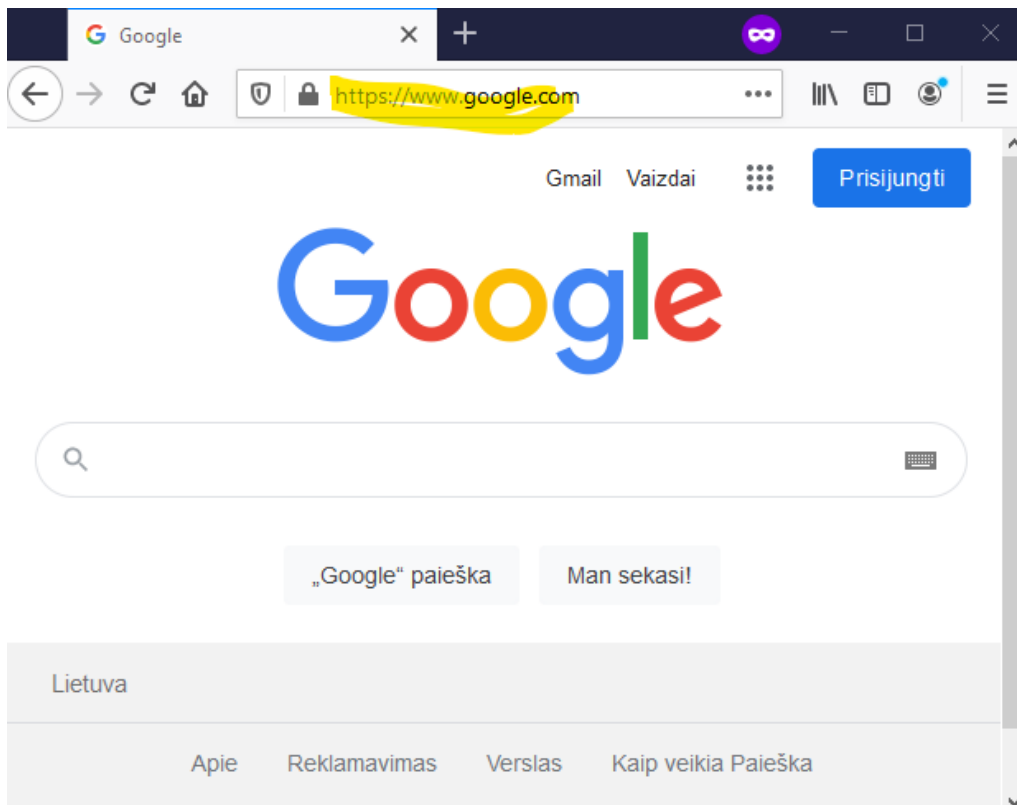 Google
https://www.google.com
Gmail Vaizdai Prisijungti
Google
„Google“ paieška Man sekasi!
Lietuva
Apie Reklamavimas Verslas Kaip veikia Paieška